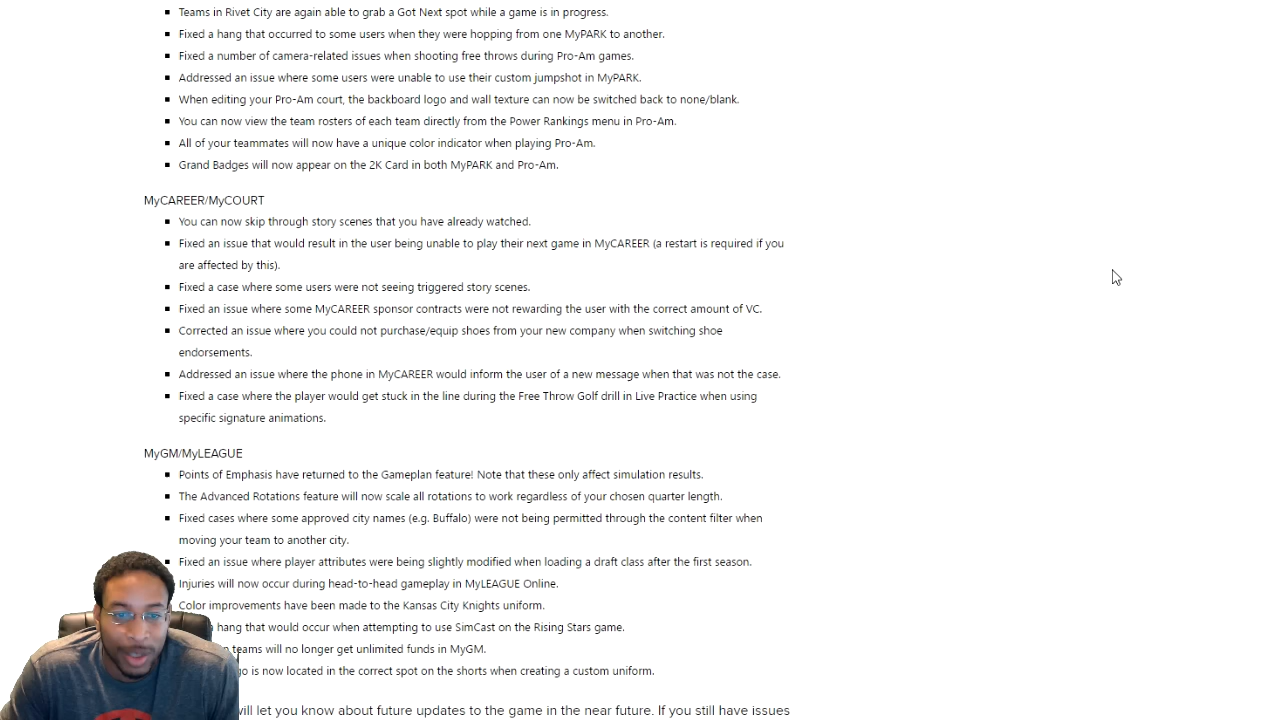 Teams in Rivet City are again able to grab a Got Next spot while a game is in progress.
Fixed a hang that occurred to some users when they were hopping from one MyPARK to another.
Fixed a number of camera-related issues when shooting free throws during Pro-Am games.
Addressed an issue where some users were unable to use their custom jumpshot in MyPARK.
When editing your Pro-Am court, the backboard logo and wall texture can now be switched back to none/blank.
You can now view the team rosters of each team directly from the Power Rankings menu in Pro-Am.
All of your teammates will now have a unique color indicator when playing Pro-Am.
Grand Badges will now appear on the 2K Card in both MyPARK and Pro-Am.
MyCAREER/MyCOURT
You can now skip through story scenes that you have already watched.
Fixed an issue that would result in the user being unable to play their next game in MyCAREER (a restart is required if you
are affected by this).
Fixed a case where some users were not seeing triggered story scenes.
Fixed an issue where some MyCAREER sponsor contracts were not rewarding the user with the correct amount of VC.
Corrected an issue where you could not purchase/equip shoes from your new company when switching shoe
endorsements.
Addressed an issue where the phone in MyCAREER would inform the user of a new message when that was not the case.
Fixed a case where the player would get stuck in the line during the Free Throw Golf drill in Live Practice when using
specific signature animations.
MyGM/MyLEAGUE
Points of Emphasis have returned to the Gameplan feature! Note that these only affect simulation results.
The Advanced Rotations feature will now scale all rotations to work regardless of your chosen quarter length.
Fixed cases where some approved city names (e.g. Buffalo) were not being permitted through the content filter when
moving your team to another city.
Fixed an issue where player attributes were being slightly modified when loading a draft class after the first season.
Injuries will now occur during head-to-head gameplay in MyLEAGUE Online.
Color improvements have been made to the Kansas City Knights uniform.
hang that would occur when attempting to use SimCast on the Rising Stars game.
teams will no longer get unlimited funds in MyGM.
is now located in the correct spot on the shorts when creating a custom uniform.
will let you know about future updates to the game in the near future. If you still have issues